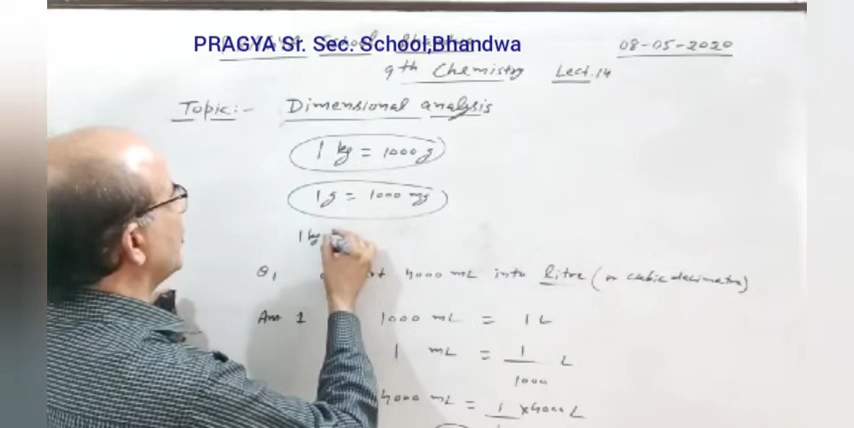 PRAGYA Sr. Sec. School,Bhandwa
08-05-2020
9th Chemistry Lect. 14
Topic:- Dimensional analysis
1 kg = 1000 g
1 g = 1000 mg
1 kg
Q1 4000 mL into litre (or cubic decimetre)
Ans 1 1000 mL = 1 L
1 mL = 1/1000 L
4000 mL = 1 x 4000 L